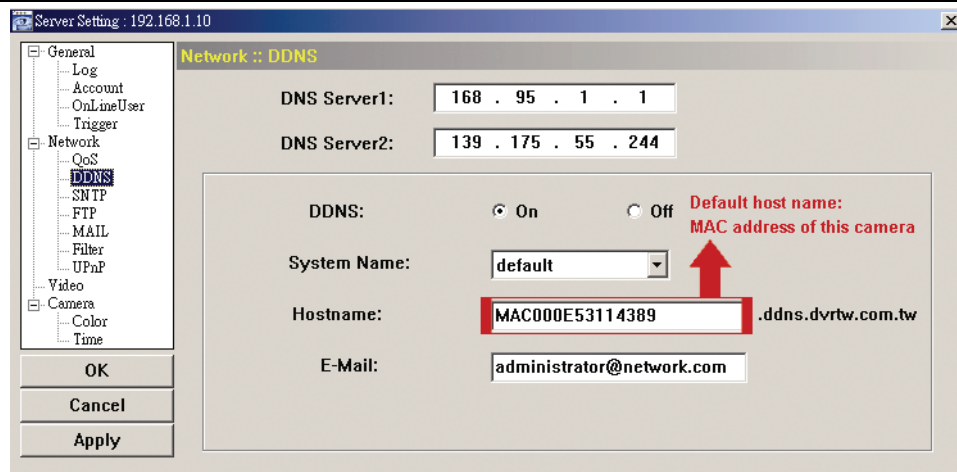 Server Setting : 192.168.1.10
General
Log
Account
OnLineUser
Trigger
Network
QoS
DDNS
SNTP
FTP
MAIL
Filter
UPnP
Video
Camera
Color
Time
OK
Cancel
Apply
Network :: DDNS
DNS Server1: 168 . 95 . 1 . 1
DNS Server2: 139 . 175 . 55 . 244
DDNS: On Off
Default host name:
MAC address of this camera
System Name: default
Hostname: MAC000E53114389 .ddns.dvrtw.com.tw
E-Mail: administrator@network.com